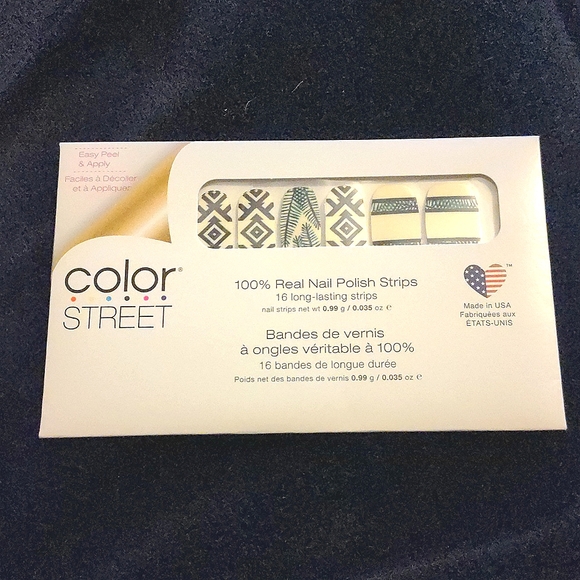 Easy Peel
& Apply
Faciles à Décoller
et à Appliquer
color®
STREET
100% Real Nail Polish Strips
16 long-lasting strips
nail strips net wt 0.99 g / 0.035 oz ℮
Bandes de vernis
à ongles véritable à 100%
16 bandes de longue durée
Poids net des bandes de vernis 0.99 g / 0.035 oz ℮
™
Made in USA
Fabriquées aux
ÉTATS-UNIS